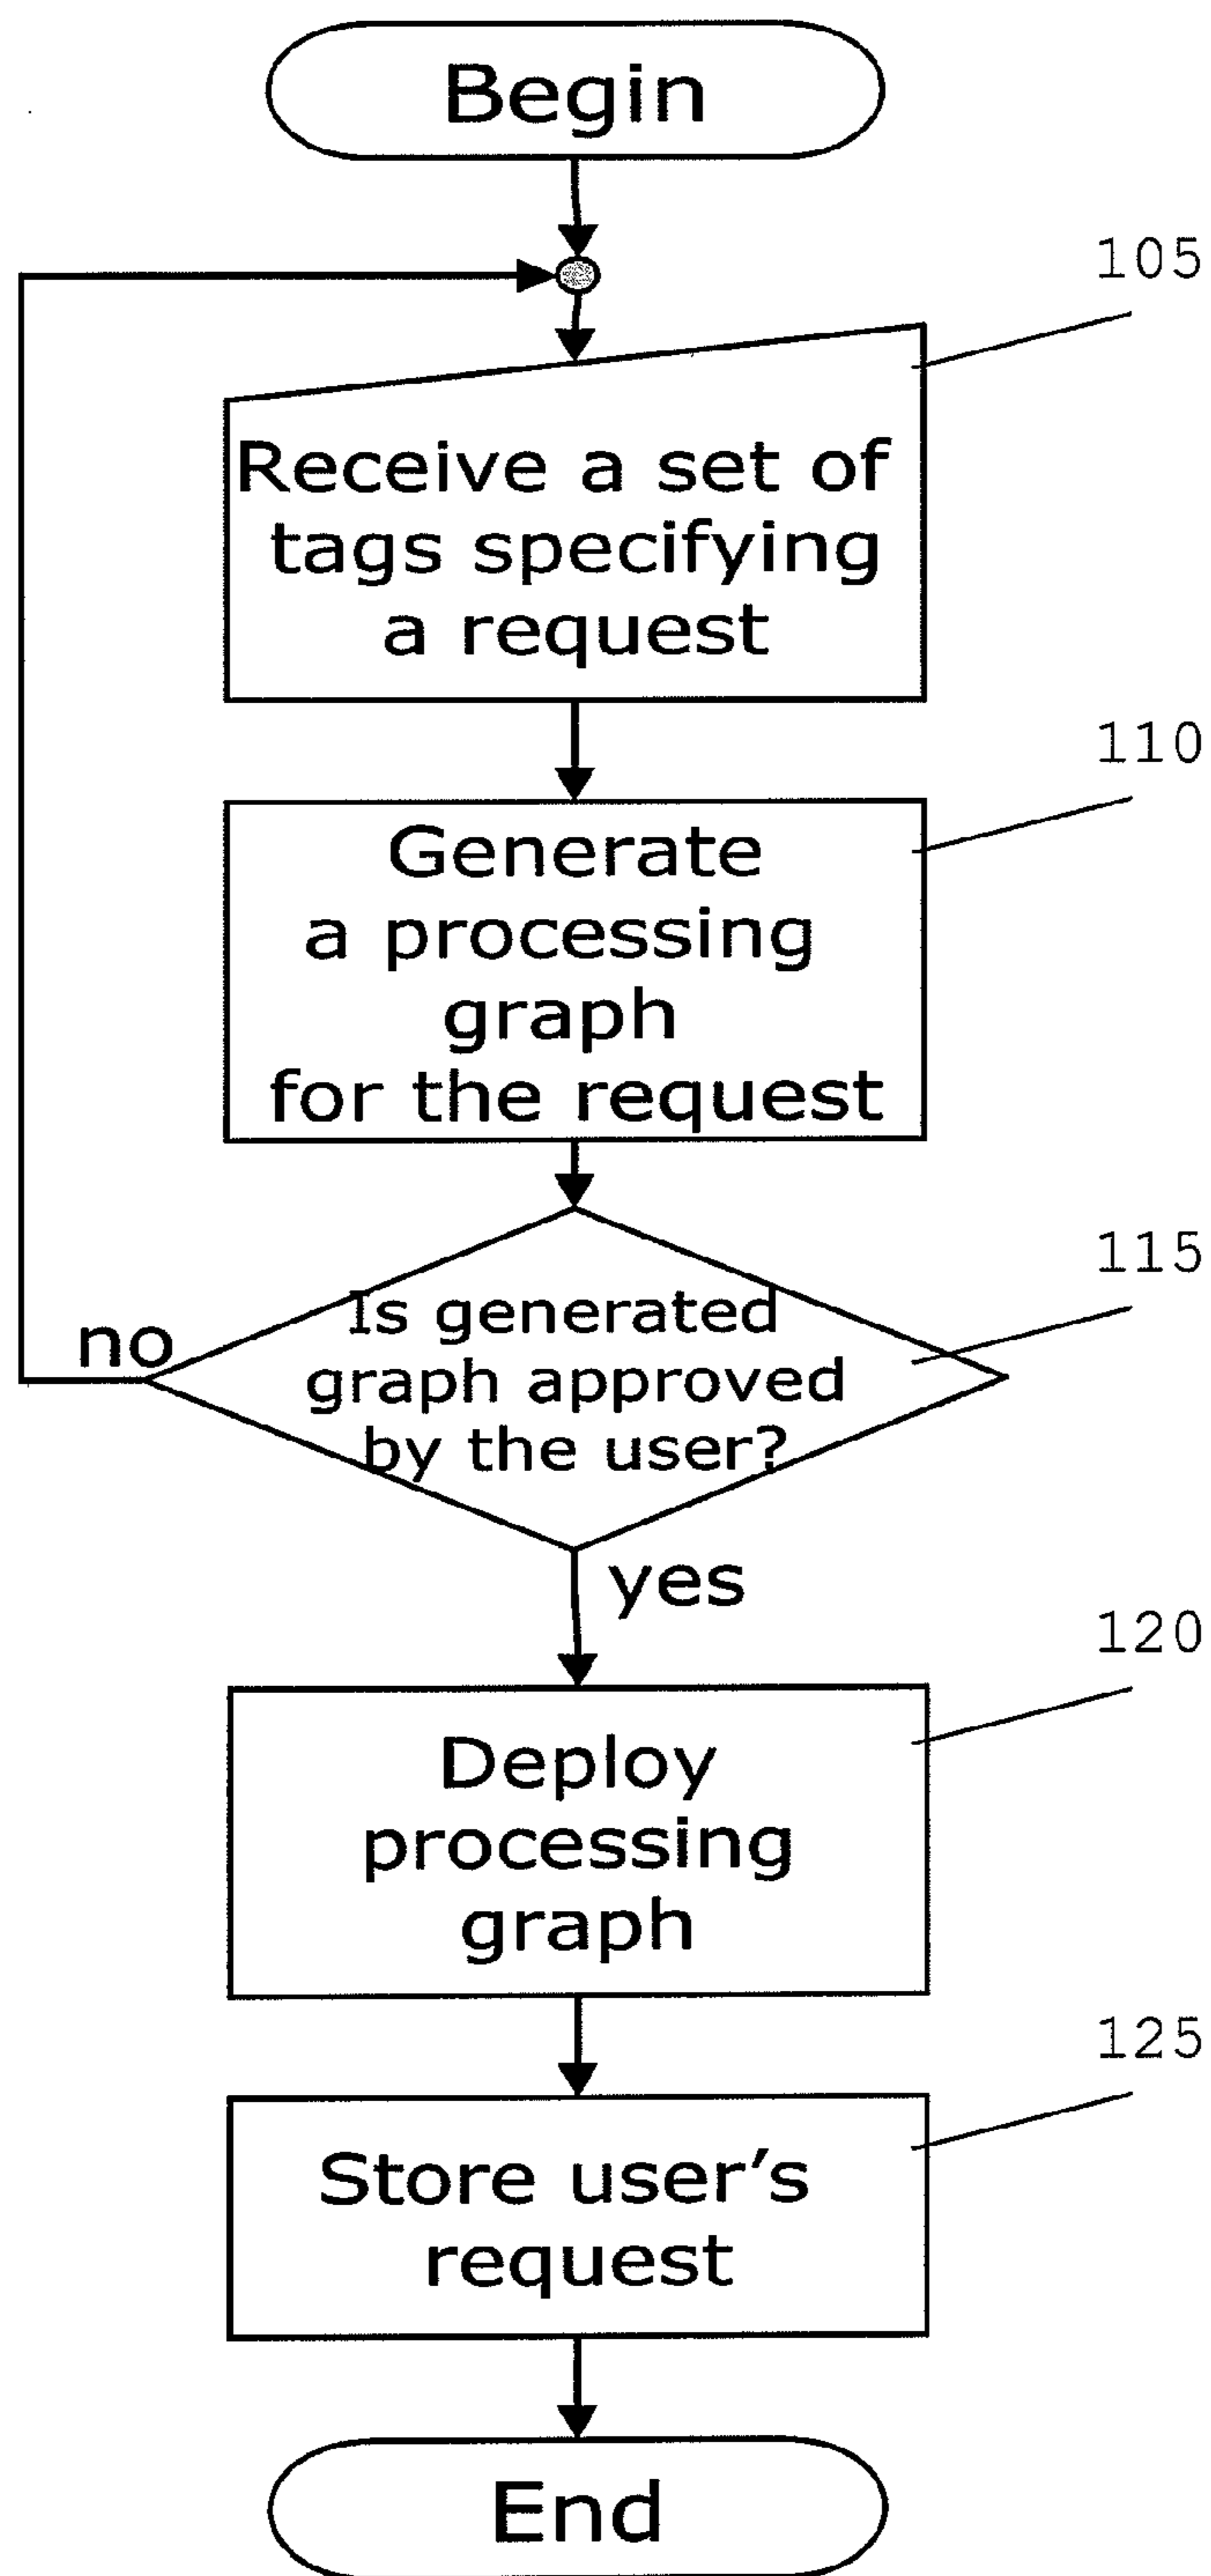 Begin
105
Receive a set of
tags specifying
a request
110
Generate
a processing
graph
for the request
115
Is generated
graph approved
by the user?
no
yes
120
Deploy
processing
graph
125
Store user's
request
End